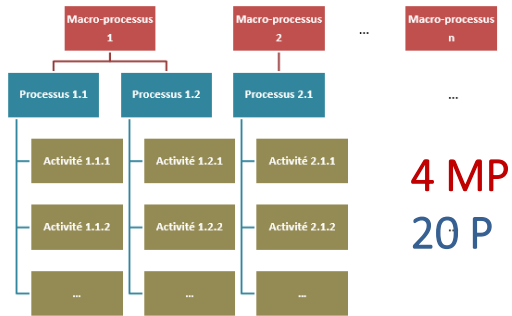 Macro-processus
1
Macro-processus
2
...
Macro-processus
n
Processus 1.1
Processus 1.2
Processus 2.1
...
Activité 1.1.1
Activité 1.2.1
Activité 2.1.1
4 MP
Activité 1.1.2
Activité 1.2.2
Activité 2.1.2
...
20 P
...
...
...